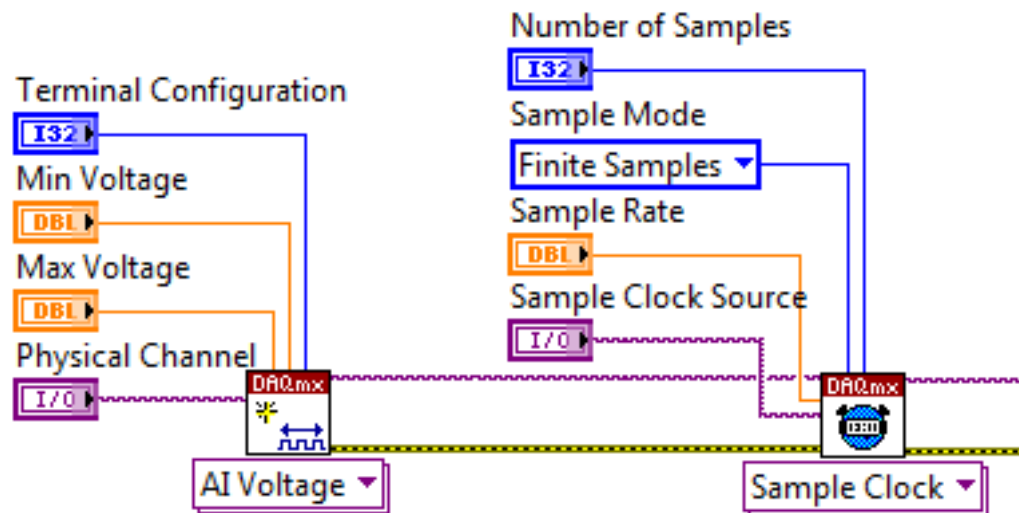 Number of Samples
I32
Terminal Configuration
I32
Sample Mode
Finite Samples
Min Voltage
DBL
Sample Rate
DBL
Max Voltage
DBL
Sample Clock Source
I/O
Physical Channel
I/O
DAQmx
AI Voltage
DAQmx
Sample Clock